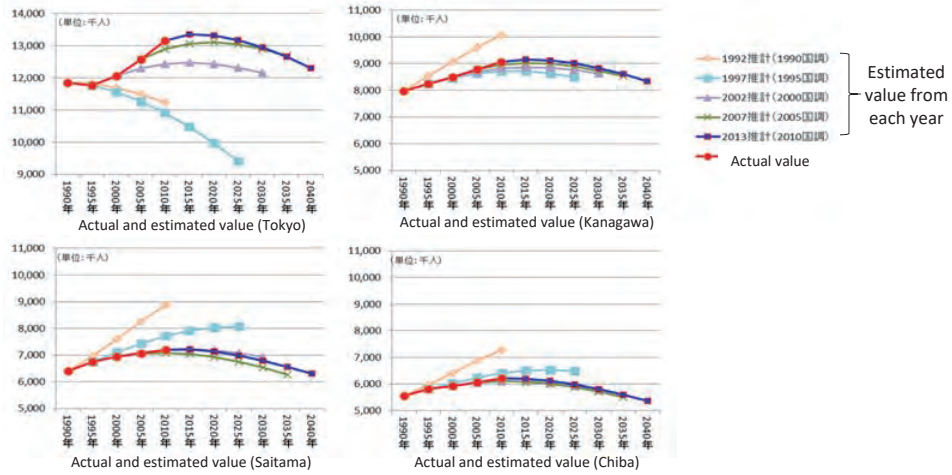 (単位:千人)
14,000
13,000
12,000
11,000
10,000
9,000
1990年
1995年
2000年
2005年
2010年
2015年
2020年
2025年
2030年
2035年
2040年
Actual and estimated value (Tokyo)
(単位:千人)
11,000
10,000
9,000
8,000
7,000
6,000
5,000
1990年
1995年
2000年
2005年
2010年
2015年
2020年
2025年
2030年
2035年
2040年
Actual and estimated value (Kanagawa)
1992推計(1990国調)
1997推計(1995国調)
2002推計(2000国調)
2007推計(2005国調)
2013推計(2010国調)
Actual value
Estimated
value from
each year
(単位:千人)
11,000
10,000
9,000
8,000
7,000
6,000
5,000
1990年
1995年
2000年
2005年
2010年
2015年
2020年
2025年
2030年
2035年
2040年
Actual and estimated value (Saitama)
(単位:千人)
11,000
10,000
9,000
8,000
7,000
6,000
5,000
1990年
1995年
2000年
2005年
2010年
2015年
2020年
2025年
2030年
2035年
2040年
Actual and estimated value (Chiba)